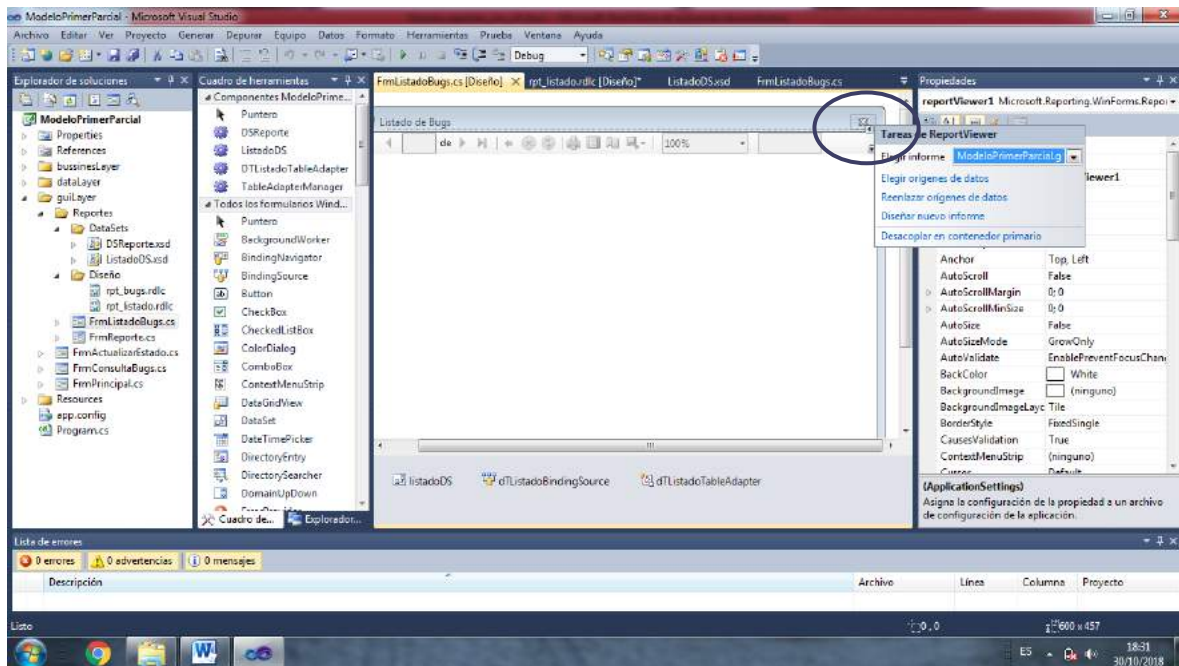 ModeloPrimerParcial - Microsoft Visual Studio
Archivo Editar Ver Proyecto Generar Depurar Equipo Datos Formato Herramientas Prueba Ventana Ayuda
Debug
Explorador de soluciones
ModeloPrimerParcial
Properties
References
bussinesLayer
dataLayer
guiLayer
Reportes
DataSets
DSReporte.xsd
ListadoDS.xsd
Diseño
rpt_bugs.rdlc
rpt_listado.rdlc
FrmListadoBugs.cs
FrmReporte.cs
FrmActualizarEstado.cs
FrmConsultaBugs.cs
FrmPrincipal.cs
Resources
app.config
Program.cs
Cuadro de herramientas
Componentes ModeloPrime...
Puntero
DSReporte
ListadoDS
DTListadoTableAdapter
TableAdapterManager
Todos los formularios Wind...
Puntero
BackgroundWorker
BindingNavigator
BindingSource
Button
CheckBox
CheckedListBox
ColorDialog
ComboBox
ContextMenuStrip
DataGridView
DataSet
DateTimePicker
DirectoryEntry
DirectorySearcher
DomainUpDown
Cuadro de... Explorador...
FrmListadoBugs.cs [Diseño] rpt_listado.rdlc [Diseño]* ListadoDS.xsd FrmListadoBugs.cs
Listado de Bugs
de 100%
listadoDS dTListadoBindingSource dTListadoTableAdapter
Propiedades
reportViewer1 Microsoft.Reporting.WinForms.Repor
Tareas de ReportViewer
Elegir informe ModeloPrimerParcial.g
Elegir orígenes de datos
Reenlazar orígenes de datos
Diseñar nuevo informe
Desacoplar en contenedor primario
Anchor Top, Left
AutoScroll False
AutoScrollMargin 0; 0
AutoScrollMinSize 0; 0
AutoSize False
AutoSizeMode GrowOnly
AutoValidate EnablePreventFocusChang
BackColor White
BackgroundImage (ninguno)
BackgroundImageLayc Tile
BorderStyle FixedSingle
CausesValidation True
ContextMenuStrip (ninguno)
Cursor Default
(ApplicationSettings)
Asigna la configuración de la propiedad a un archivo
de configuración de la aplicación.
Lista de errores
0 errores 0 advertencias 0 mensajes
Descripción Archivo Línea Columna Proyecto
Listo 0 , 0 600 x 457
ES 18:31
30/10/2018